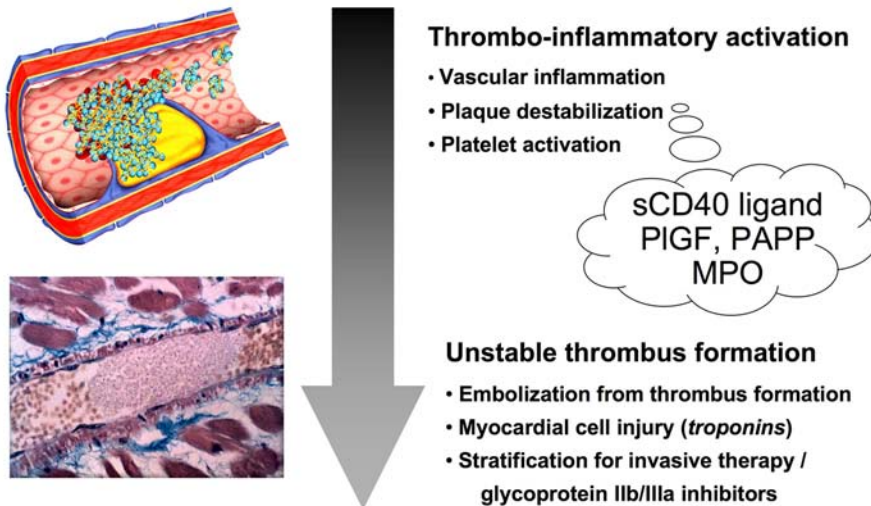 Thrombo-inflammatory activation
• Vascular inflammation
• Plaque destabilization
• Platelet activation
sCD40 ligand
PlGF, PAPP
MPO
Unstable thrombus formation
• Embolization from thrombus formation
• Myocardial cell injury (troponins)
• Stratification for invasive therapy /
glycoprotein IIb/IIIa inhibitors